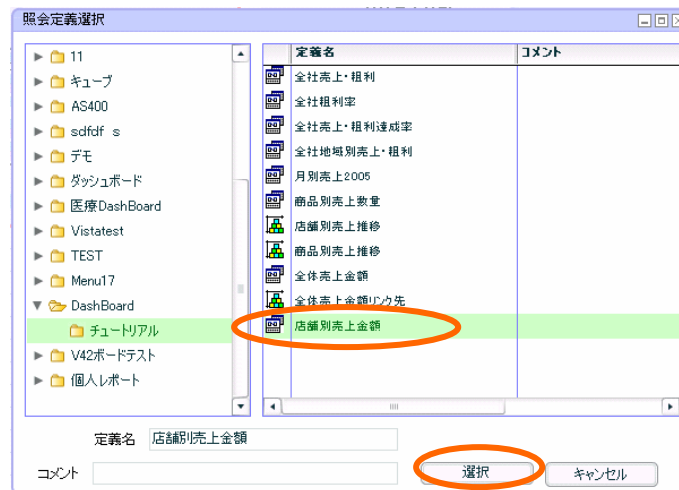 照会定義選択
11
キューブ
AS400
sdfdf s
デモ
ダッシュボード
医療DashBoard
Vistatest
TEST
Menu17
DashBoard
チュートリアル
V42ボードテスト
個人レポート
定義名 コメント
全社売上・粗利
全社粗利率
全社売上・粗利達成率
全社地域別売上・粗利
月別売上2005
商品別売上数量
店舗別売上推移
商品別売上推移
全体売上金額
全体売上金額リンク先
店舗別売上金額
定義名 店舗別売上金額
コメント 選択 キャンセル